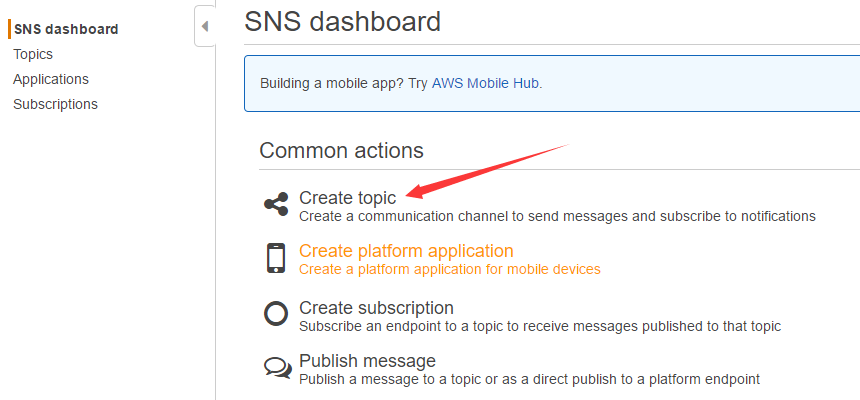 SNS dashboard
Topics
Applications
Subscriptions
SNS dashboard
Building a mobile app? Try AWS Mobile Hub.
Common actions
Create topic
Create a communication channel to send messages and subscribe to notifications
Create platform application
Create a platform application for mobile devices
Create subscription
Subscribe an endpoint to a topic to receive messages published to that topic
Publish message
Publish a message to a topic or as a direct publish to a platform endpoint